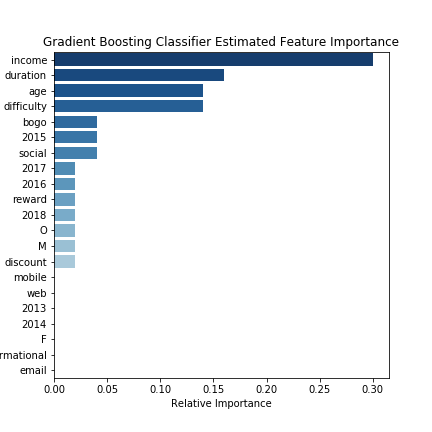 Gradient Boosting Classifier Estimated Feature Importance
income
duration
age
difficulty
bogo
2015
social
2017
2016
reward
2018
O
M
discount
mobile
web
2013
2014
F
rmational
email
0.00 0.05 0.10 0.15 0.20 0.25 0.30
Relative Importance